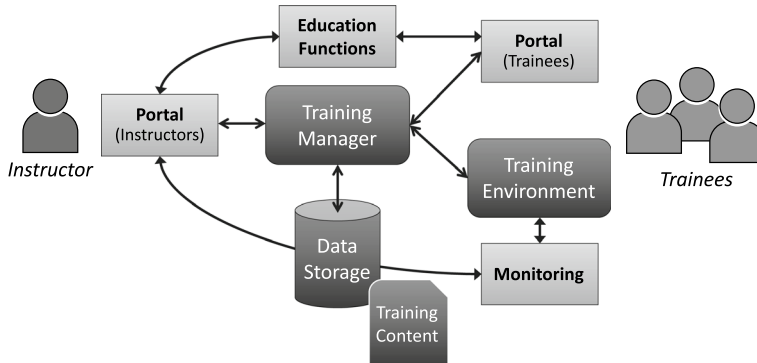 Education
Functions
Portal
(Trainees)
Portal
(Instructors)
Training
Manager
Instructor
Training
Environment
Trainees
Data
Storage
Monitoring
Training
Content